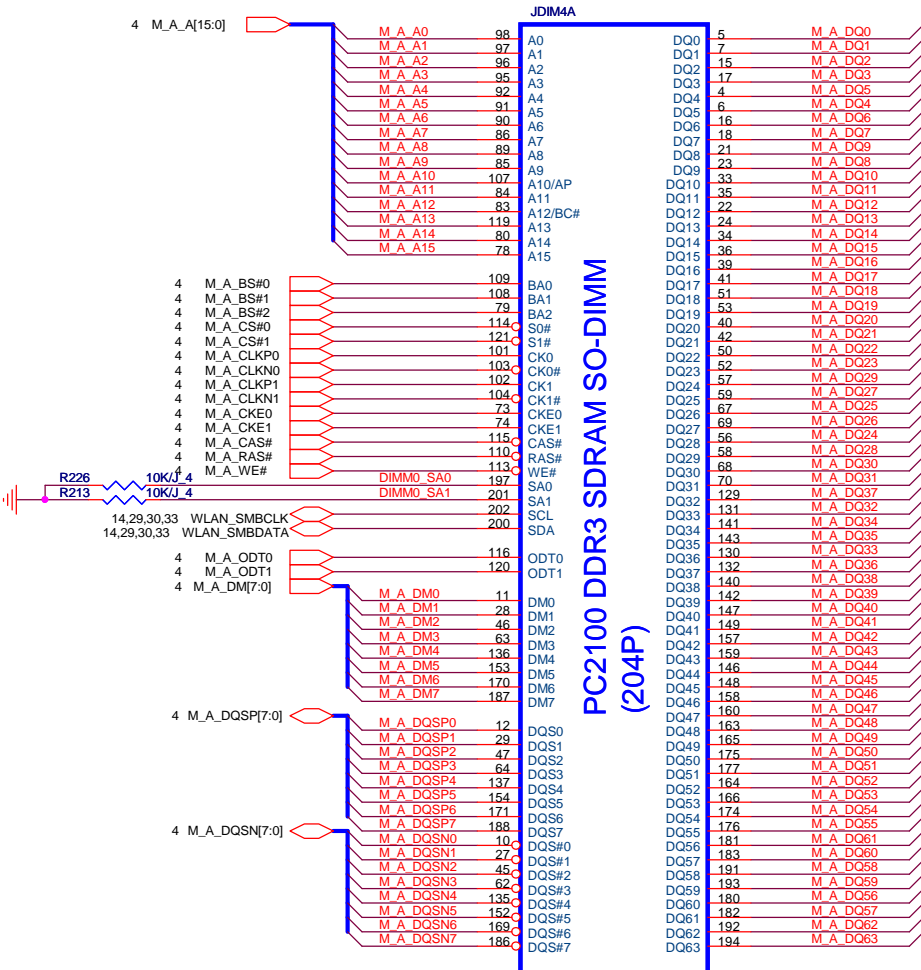 JDIM4A
4 M_A_A[15:0]
M_A_A0 98 A0
M_A_A1 97 A1
M_A_A2 96 A2
M_A_A3 95 A3
M_A_A4 92 A4
M_A_A5 91 A5
M_A_A6 90 A6
M_A_A7 86 A7
M_A_A8 89 A8
M_A_A9 85 A9
M_A_A10 107 A10/AP
M_A_A11 84 A11
M_A_A12 83 A12/BC#
M_A_A13 119 A13
M_A_A14 80 A14
M_A_A15 78 A15
4 M_A_BS#0 109 BA0
4 M_A_BS#1 108 BA1
4 M_A_BS#2 79 BA2
4 M_A_CS#0 114 S0#
4 M_A_CS#1 121 S1#
4 M_A_CLKP0 101 CK0
4 M_A_CLKN0 103 CK0#
4 M_A_CLKP1 102 CK1
4 M_A_CLKN1 104 CK1#
4 M_A_CKE0 73 CKE0
4 M_A_CKE1 74 CKE1
4 M_A_CAS# 115 CAS#
4 M_A_RAS# 110 RAS#
4 M_A_WE# 113 WE#
R226 10K/J_4 DIMM0_SA0 197 SA0
R213 10K/J_4 DIMM0_SA1 201 SA1
14,29,30,33 WLAN_SMBCLK 202 SCL
14,29,30,33 WLAN_SMBDATA 200 SDA
4 M_A_ODT0 116 ODT0
4 M_A_ODT1 120 ODT1
4 M_A_DM[7:0]
M_A_DM0 11 DM0
M_A_DM1 28 DM1
M_A_DM2 46 DM2
M_A_DM3 63 DM3
M_A_DM4 136 DM4
M_A_DM5 153 DM5
M_A_DM6 170 DM6
M_A_DM7 187 DM7
4 M_A_DQSP[7:0]
M_A_DQSP0 12 DQS0
M_A_DQSP1 29 DQS1
M_A_DQSP2 47 DQS2
M_A_DQSP3 64 DQS3
M_A_DQSP4 137 DQS4
M_A_DQSP5 154 DQS5
M_A_DQSP6 171 DQS6
M_A_DQSP7 188 DQS7
4 M_A_DQSN[7:0]
M_A_DQSN0 10 DQS#0
M_A_DQSN1 27 DQS#1
M_A_DQSN2 45 DQS#2
M_A_DQSN3 62 DQS#3
M_A_DQSN4 135 DQS#4
M_A_DQSN5 152 DQS#5
M_A_DQSN6 169 DQS#6
M_A_DQSN7 186 DQS#7
PC2100 DDR3 SDRAM SO-DIMM
(204P)
DQ0 5 M_A_DQ0
DQ1 7 M_A_DQ1
DQ2 15 M_A_DQ2
DQ3 17 M_A_DQ3
DQ4 4 M_A_DQ5
DQ5 6 M_A_DQ4
DQ6 16 M_A_DQ6
DQ7 18 M_A_DQ7
DQ8 21 M_A_DQ9
DQ9 23 M_A_DQ8
DQ10 33 M_A_DQ10
DQ11 35 M_A_DQ11
DQ12 22 M_A_DQ12
DQ13 24 M_A_DQ13
DQ14 34 M_A_DQ14
DQ15 36 M_A_DQ15
DQ16 39 M_A_DQ16
DQ17 41 M_A_DQ17
DQ18 51 M_A_DQ18
DQ19 53 M_A_DQ19
DQ20 40 M_A_DQ20
DQ21 42 M_A_DQ21
DQ22 50 M_A_DQ22
DQ23 52 M_A_DQ23
DQ24 57 M_A_DQ29
DQ25 59 M_A_DQ27
DQ26 67 M_A_DQ25
DQ27 69 M_A_DQ26
DQ28 56 M_A_DQ24
DQ29 58 M_A_DQ28
DQ30 68 M_A_DQ30
DQ31 70 M_A_DQ31
DQ32 129 M_A_DQ37
DQ33 131 M_A_DQ32
DQ34 141 M_A_DQ34
DQ35 143 M_A_DQ35
DQ36 130 M_A_DQ33
DQ37 132 M_A_DQ36
DQ38 140 M_A_DQ38
DQ39 142 M_A_DQ39
DQ40 147 M_A_DQ40
DQ41 149 M_A_DQ41
DQ42 157 M_A_DQ42
DQ43 159 M_A_DQ43
DQ44 146 M_A_DQ44
DQ45 148 M_A_DQ45
DQ46 158 M_A_DQ46
DQ47 160 M_A_DQ47
DQ48 163 M_A_DQ48
DQ49 165 M_A_DQ49
DQ50 175 M_A_DQ50
DQ51 177 M_A_DQ51
DQ52 164 M_A_DQ52
DQ53 166 M_A_DQ53
DQ54 174 M_A_DQ54
DQ55 176 M_A_DQ55
DQ56 181 M_A_DQ61
DQ57 183 M_A_DQ60
DQ58 191 M_A_DQ58
DQ59 193 M_A_DQ59
DQ60 180 M_A_DQ56
DQ61 182 M_A_DQ57
DQ62 192 M_A_DQ62
DQ63 194 M_A_DQ63